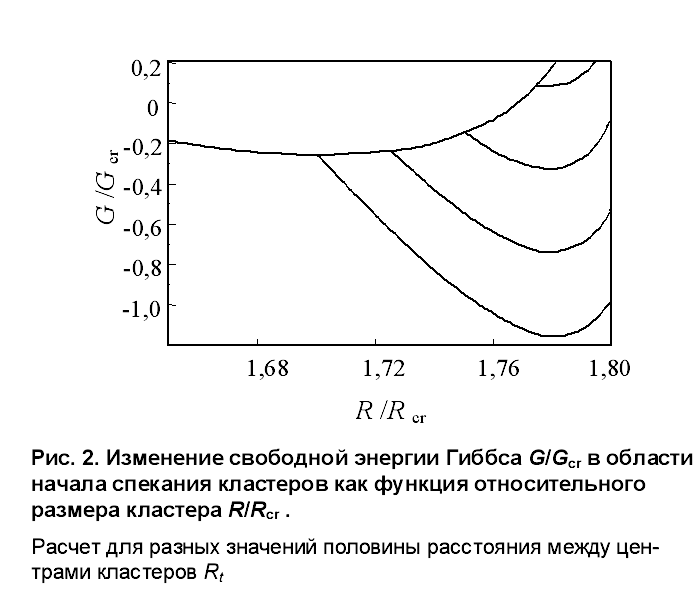 0,2
0
-0,2
-0,4
-0,6
-0,8
-1,0
G/G cr
1,68 1,72 1,76 1,80
R/R cr
Рис. 2. Изменение свободной энергии Гиббса G/Gcr в области
начала спекания кластеров как функция относительного
размера кластера R/Rcr .
Расчет для разных значений половины расстояния между цен-
трами кластеров Rt